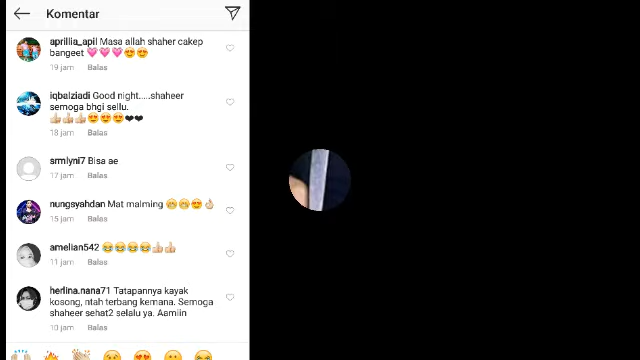 Komentar
aprillia_apil Masa allah shaher cakep
bangeet 💗💗💗😍😍
19 jam Balas
iqbalziadi Good night.....shaheer
semoga bhgi sellu.
👍👍👍😍😍😍❤❤
18 jam Balas
srmlyni7 Bisa ae
17 jam Balas
nungsyahdan Mat malming 😁😁😍👌
15 jam Balas
amelian542 😂😂😂😂👍👍
11 jam Balas
herlina.nana71 Tatapannya kayak
kosong, ntah terbang kemana. Semoga
shaheer sehat2 selalu ya. Aamiin
10 jam Balas